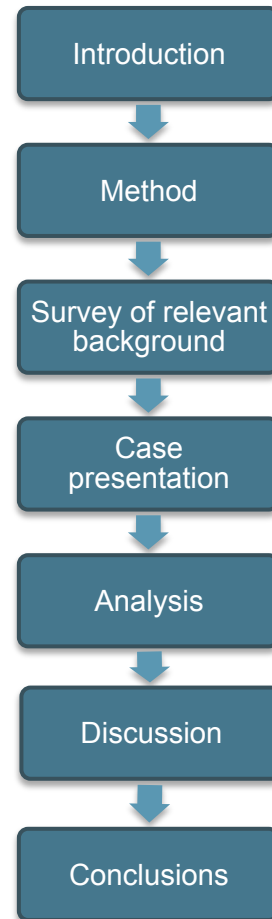 Introduction
Method
Survey of relevant
background
Case
presentation
Analysis
Discussion
Conclusions